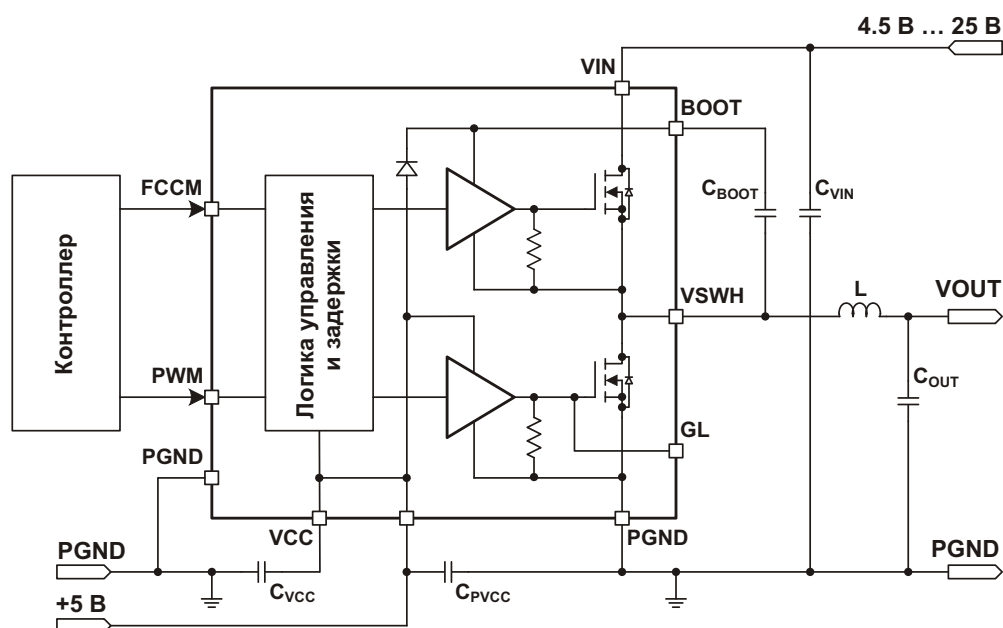 4.5 В ... 25 В
VIN
BOOT
FCCM
Контроллер
Логика управления
и задержки
CBOOT
CVIN
VSWH
L
VOUT
PWM
COUT
GL
PGND
VCC
PGND
PGND
PGND
CVCC
CPVCC
+5 В